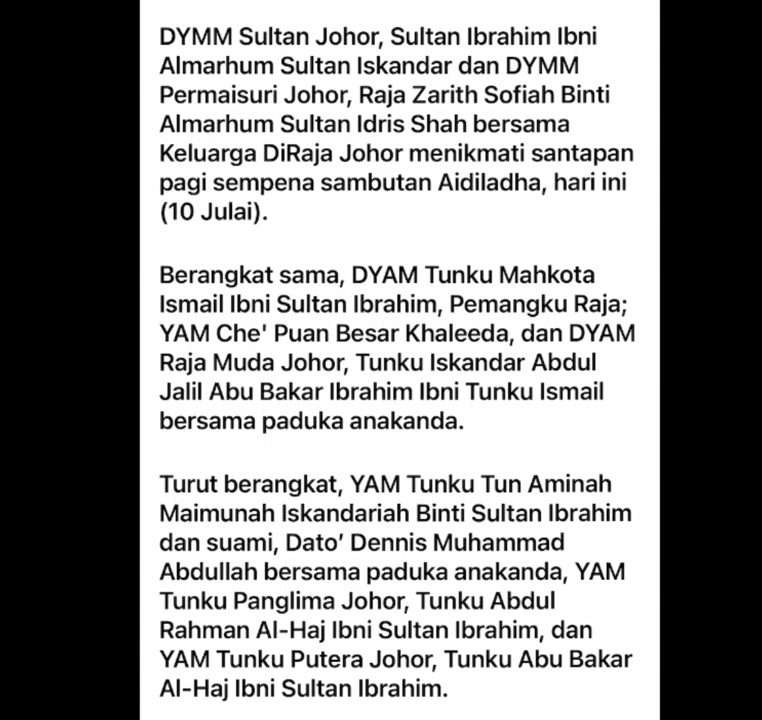 DYMM Sultan Johor, Sultan Ibrahim Ibni
Almarhum Sultan Iskandar dan DYMM
Permaisuri Johor, Raja Zarith Sofiah Binti
Almarhum Sultan Idris Shah bersama
Keluarga DiRaja Johor menikmati santapan
pagi sempena sambutan Aidiladha, hari ini
(10 Julai).
Berangkat sama, DYAM Tunku Mahkota
Ismail Ibni Sultan Ibrahim, Pemangku Raja;
YAM Che' Puan Besar Khaleeda, dan DYAM
Raja Muda Johor, Tunku Iskandar Abdul
Jalil Abu Bakar Ibrahim Ibni Tunku Ismail
bersama paduka anakanda.
Turut berangkat, YAM Tunku Tun Aminah
Maimunah Iskandariah Binti Sultan Ibrahim
dan suami, Dato’ Dennis Muhammad
Abdullah bersama paduka anakanda, YAM
Tunku Panglima Johor, Tunku Abdul
Rahman Al-Haj Ibni Sultan Ibrahim, dan
YAM Tunku Putera Johor, Tunku Abu Bakar
Al-Haj Ibni Sultan Ibrahim.